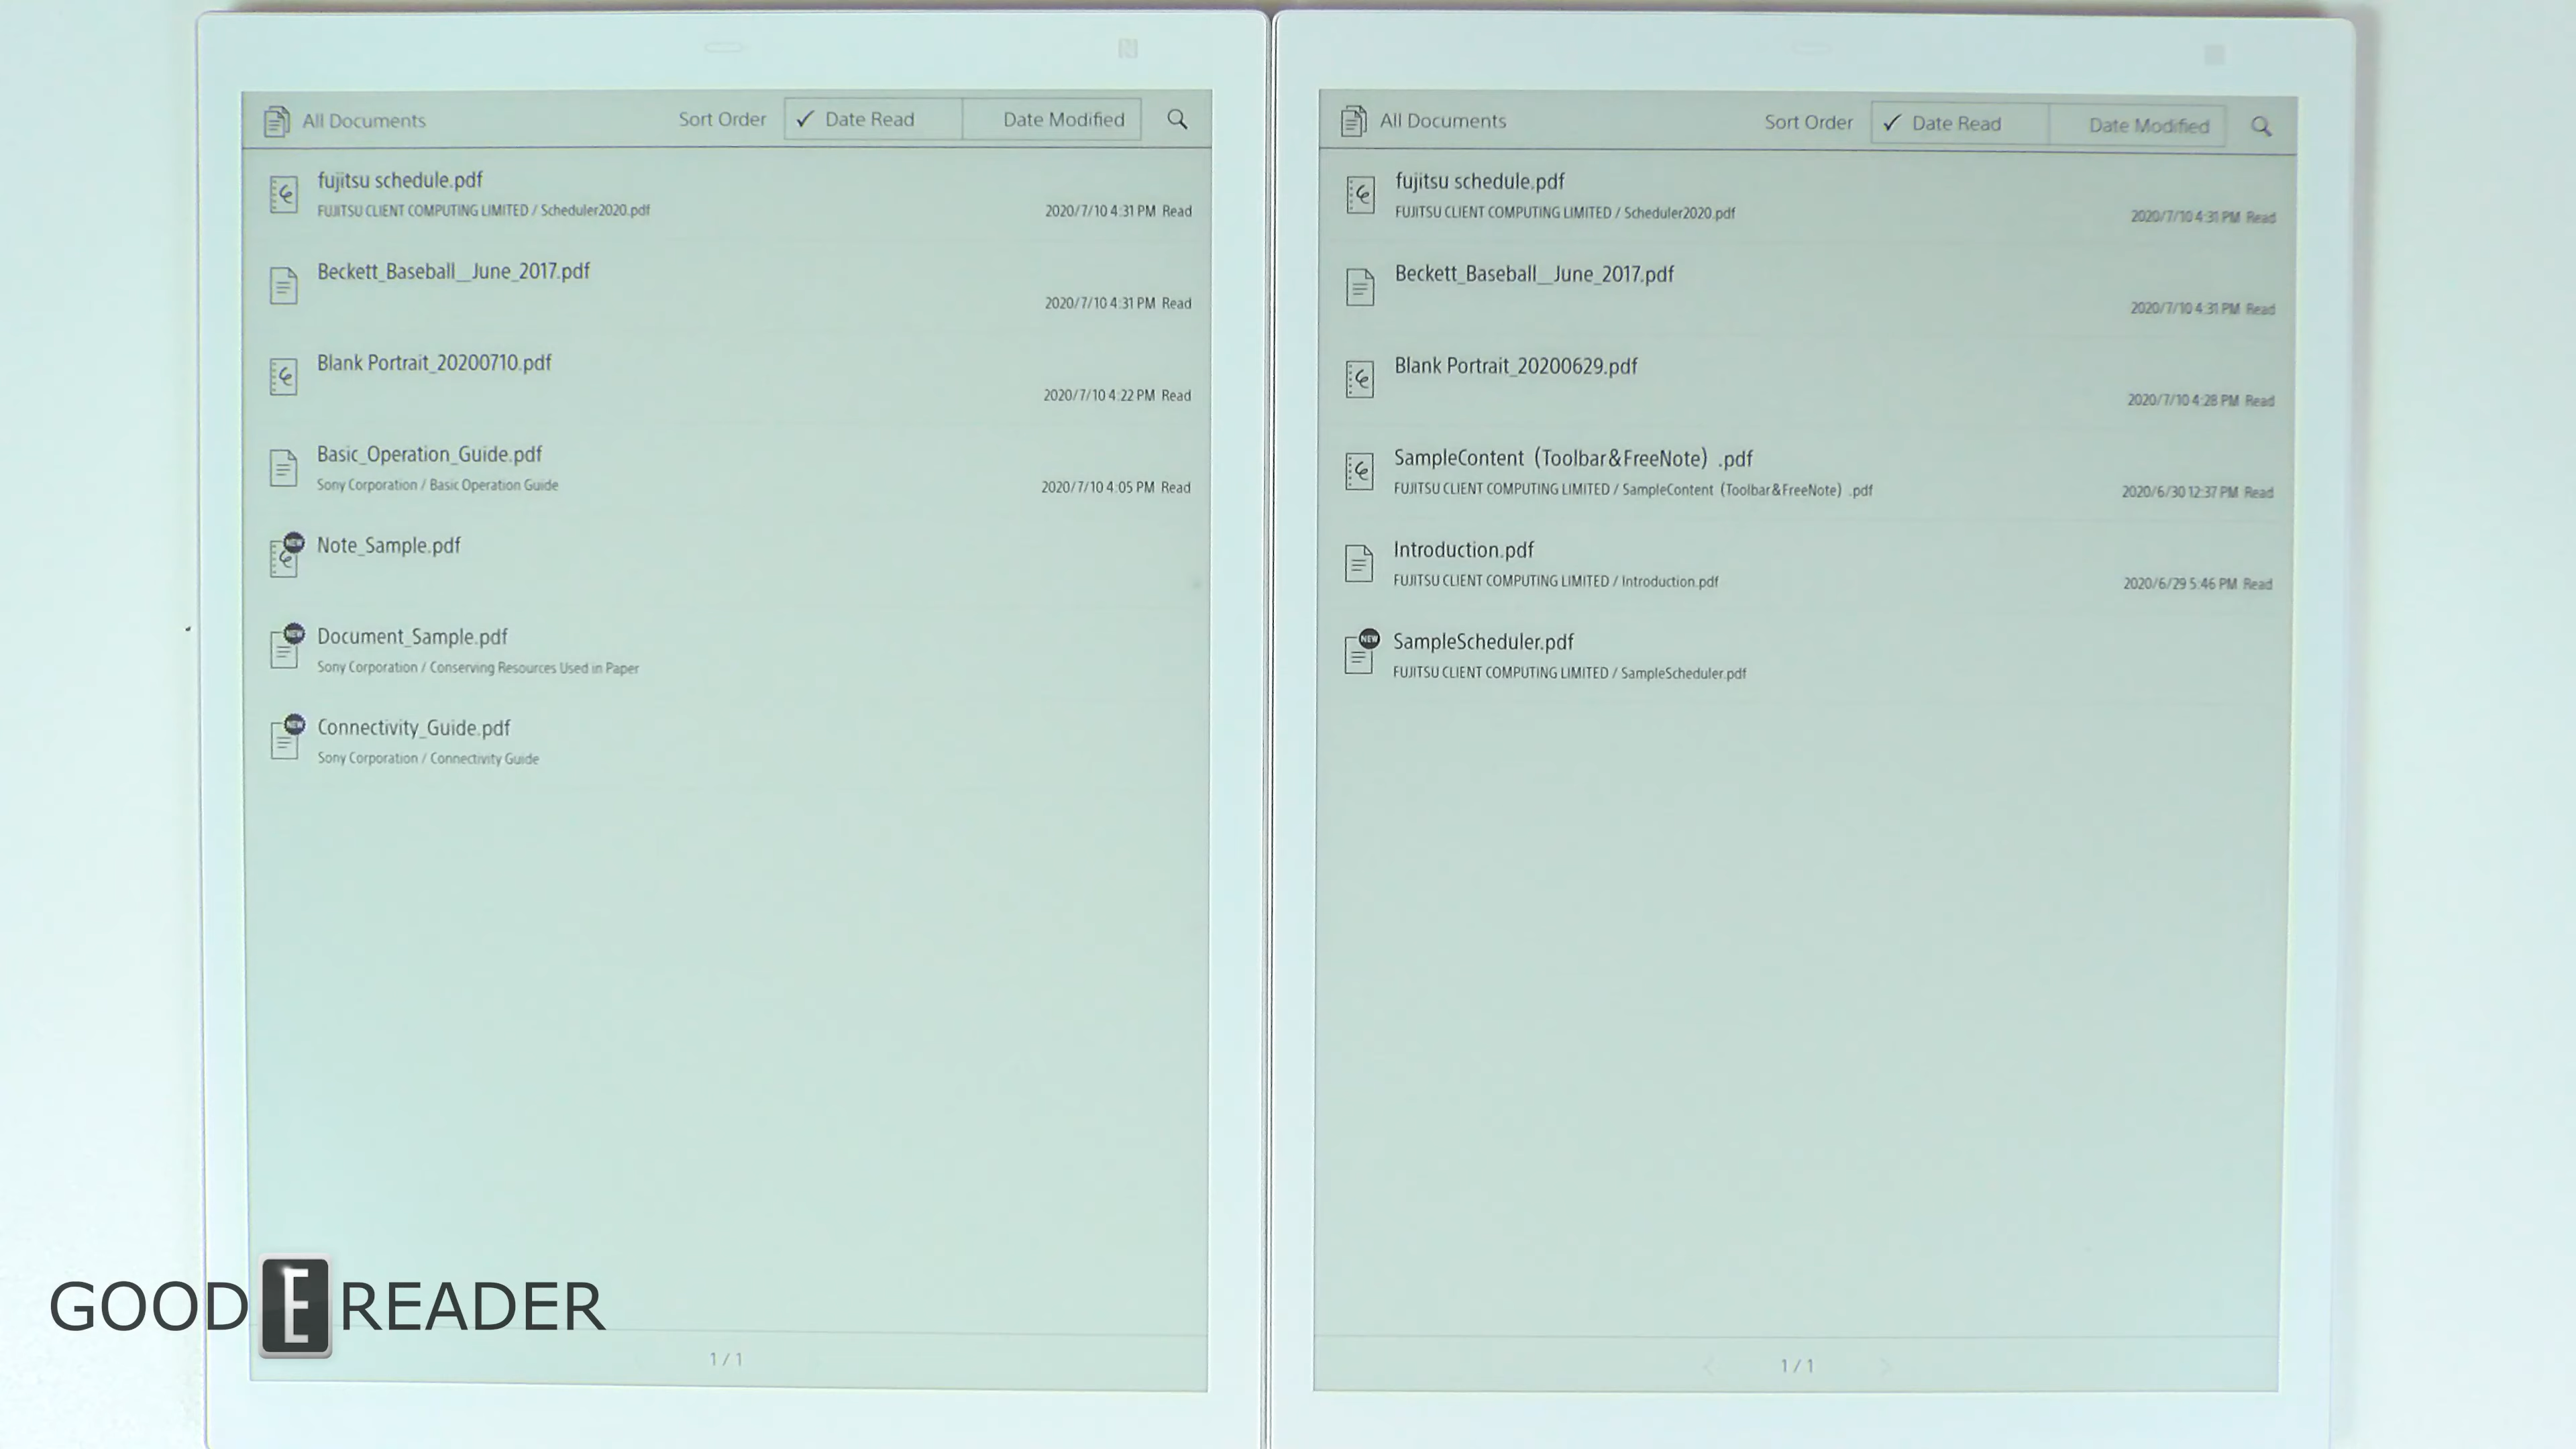 All Documents Sort Order ✓ Date Read Date Modified
fujitsu schedule.pdf
FUJITSU CLIENT COMPUTING LIMITED / Scheduler2020.pdf 2020/7/10 4:31 PM Read
Beckett_Baseball__June_2017.pdf
2020/7/10 4:31 PM Read
Blank Portrait_20200710.pdf
2020/7/10 4:22 PM Read
Basic_Operation_Guide.pdf
Sony Corporation / Basic Operation Guide 2020/7/10 4:05 PM Read
NEW Note_Sample.pdf
NEW Document_Sample.pdf
Sony Corporation / Conserving Resources Used in Paper
NEW Connectivity_Guide.pdf
Sony Corporation / Connectivity Guide
1 / 1
All Documents Sort Order ✓ Date Read Date Modified
fujitsu schedule.pdf
FUJITSU CLIENT COMPUTING LIMITED / Scheduler2020.pdf 2020/7/10 4:31 PM Read
Beckett_Baseball__June_2017.pdf
2020/7/10 4:31 PM Read
Blank Portrait_20200629.pdf
2020/7/10 4:28 PM Read
SampleContent (Toolbar&FreeNote) .pdf
FUJITSU CLIENT COMPUTING LIMITED / SampleContent (Toolbar&FreeNote) .pdf 2020/6/30 12:37 PM Read
Introduction.pdf
FUJITSU CLIENT COMPUTING LIMITED / Introduction.pdf 2020/6/29 5:46 PM Read
NEW SampleScheduler.pdf
FUJITSU CLIENT COMPUTING LIMITED / SampleScheduler.pdf
< 1 / 1 >
GOOD E READER